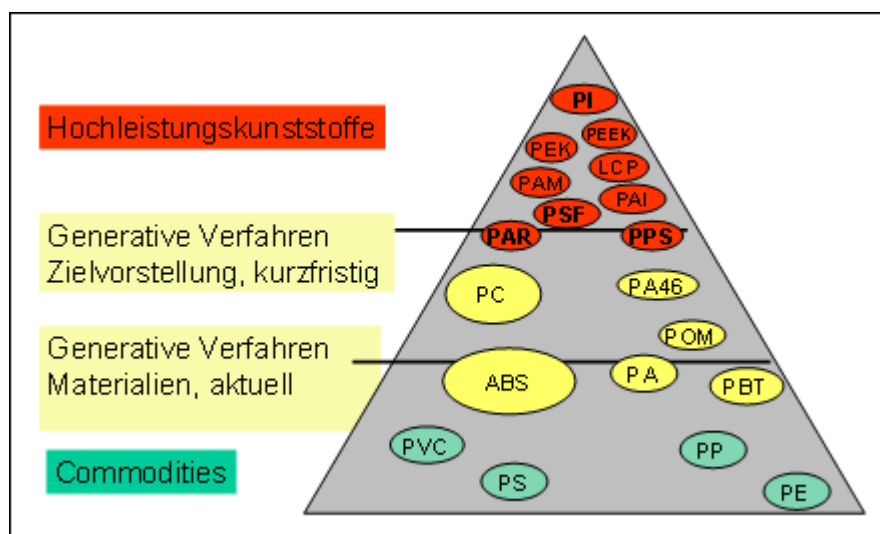 Hochleistungskunststoffe
Generative Verfahren
Zielvorstellung, kurzfristig
Generative Verfahren
Materialien, aktuell
Commodities
PI
PEEK
PEK
LCP
PAM
PAI
PSF
PAR
PPS
PC
PA46
POM
ABS
PA
PBT
PVC
PP
PS
PE